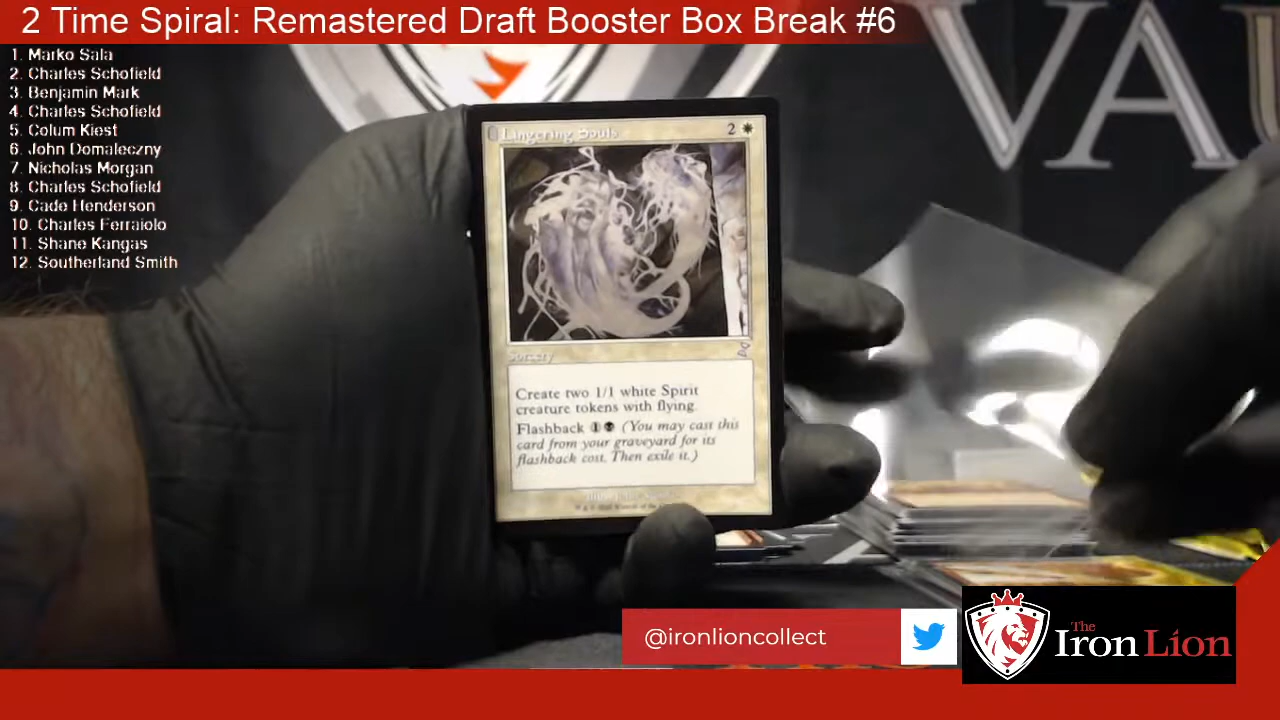 2 Time Spiral: Remastered Draft Booster Box Break #6
1. Marko Sala
2. Charles Schofield
3. Benjamin Mark
4. Charles Schofield
5. Colum Kiest
6. John Domaleczny
7. Nicholas Morgan
8. Charles Schofield
9. Cade Henderson
10. Charles Ferraiolo
11. Shane Kangas
12. Southerland Smith
VAU
Lingering Souls 2
Sorcery
Create two 1/1 white Spirit
creature tokens with flying.
Flashback 1 (You may cast this
card from your graveyard for its
flashback cost. Then exile it.)
@ironlioncollect
The
Iron Lion